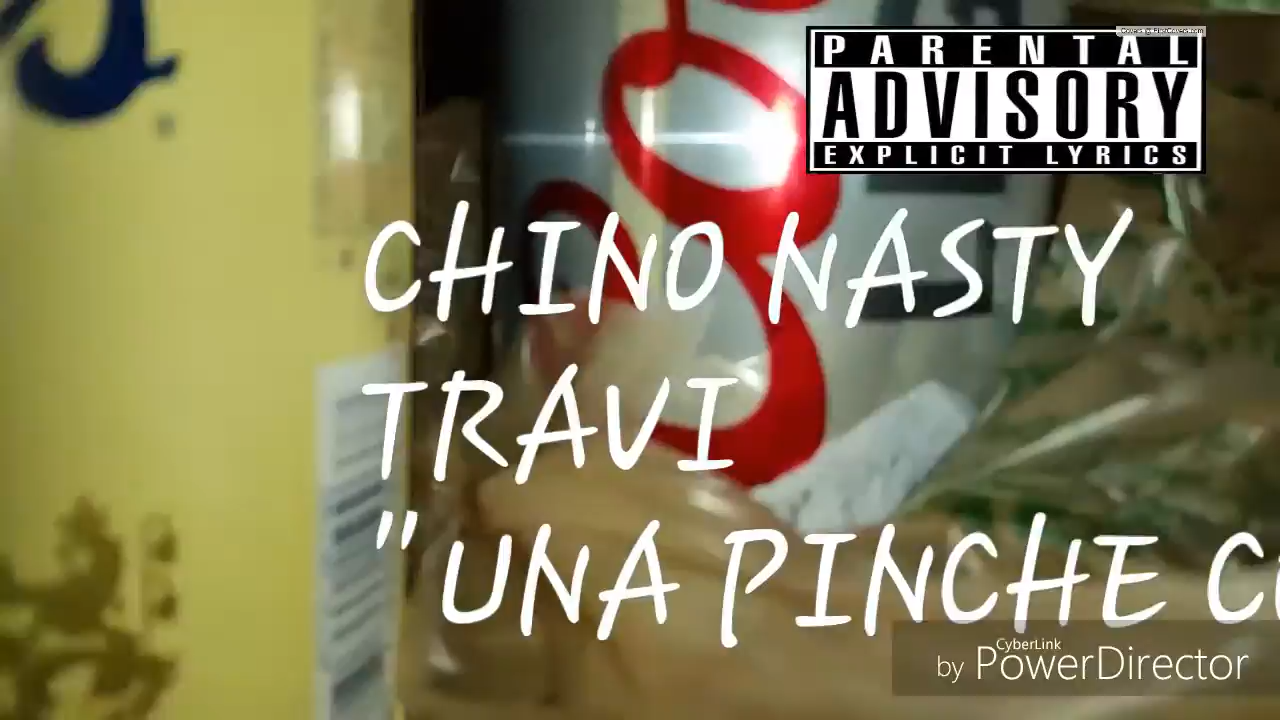 PARENTAL
ADVISORY
EXPLICIT LYRICS
CHINO NASTY
TRAVI
"UNA PINCHE
CyberLink
by PowerDirector